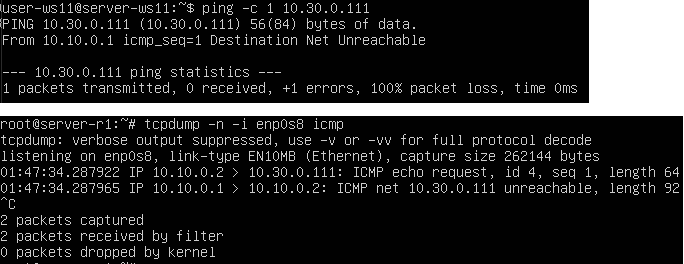 user-ws11@server-ws11:~$ ping -c 1 10.30.0.111
PING 10.30.0.111 (10.30.0.111) 56(84) bytes of data.
From 10.10.0.1 icmp_seq=1 Destination Net Unreachable

--- 10.30.0.111 ping statistics ---
1 packets transmitted, 0 received, +1 errors, 100% packet loss, time 0ms

root@server-r1:~# tcpdump -n -i enp0s8 icmp
tcpdump: verbose output suppressed, use -v or -vv for full protocol decode
listening on enp0s8, link-type EN10MB (Ethernet), capture size 262144 bytes
01:47:34.287922 IP 10.10.0.2 > 10.30.0.111: ICMP echo request, id 4, seq 1, length 64
01:47:34.287965 IP 10.10.0.1 > 10.10.0.2: ICMP net 10.30.0.111 unreachable, length 92
^C
2 packets captured
2 packets received by filter
0 packets dropped by kernel